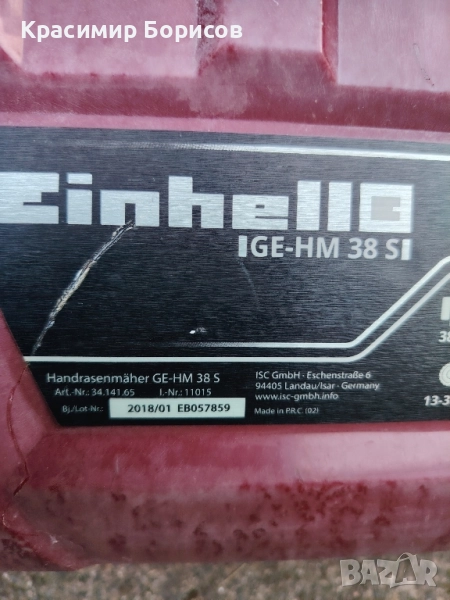 Красимир Борисов
Einhell
GE-HM 38 S
Handrasenmäher GE-HM 38 S
Art.-Nr.: 34.141.65 I.-Nr.: 11015
Bj./Lot-Nr.: 2018/01 EB057859
ISC GmbH · Eschenstraße 6
94405 Landau/Isar · Germany
www.isc-gmbh.info
Made in P.R.C. (02)
BAZAR